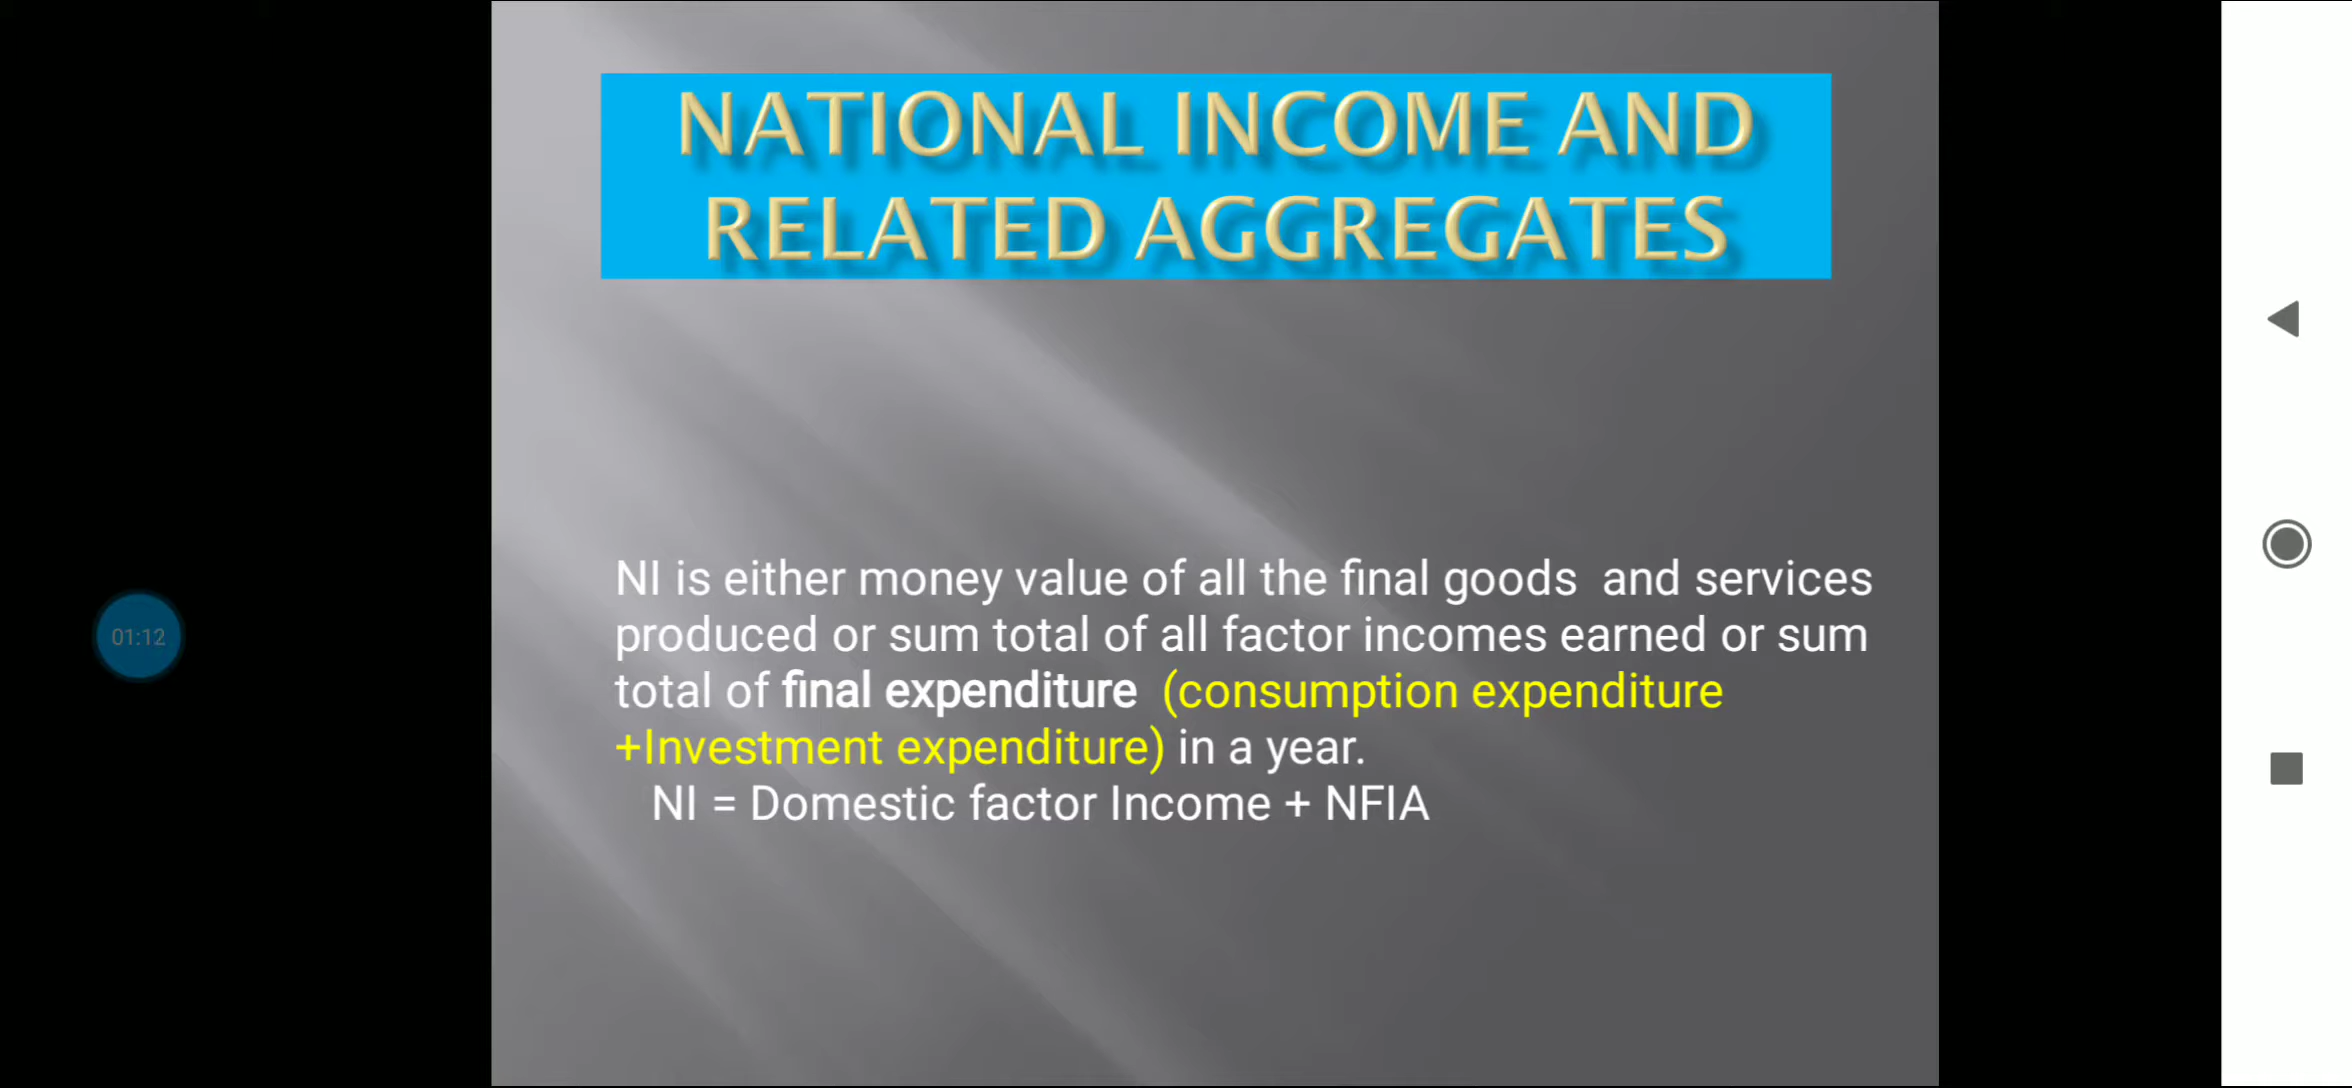 NATIONAL INCOME AND
RELATED AGGREGATES
NI is either money value of all the final goods  and services
produced or sum total of all factor incomes earned or sum
total of final expenditure  (consumption expenditure
+Investment expenditure) in a year.
NI = Domestic factor Income + NFIA
01:12